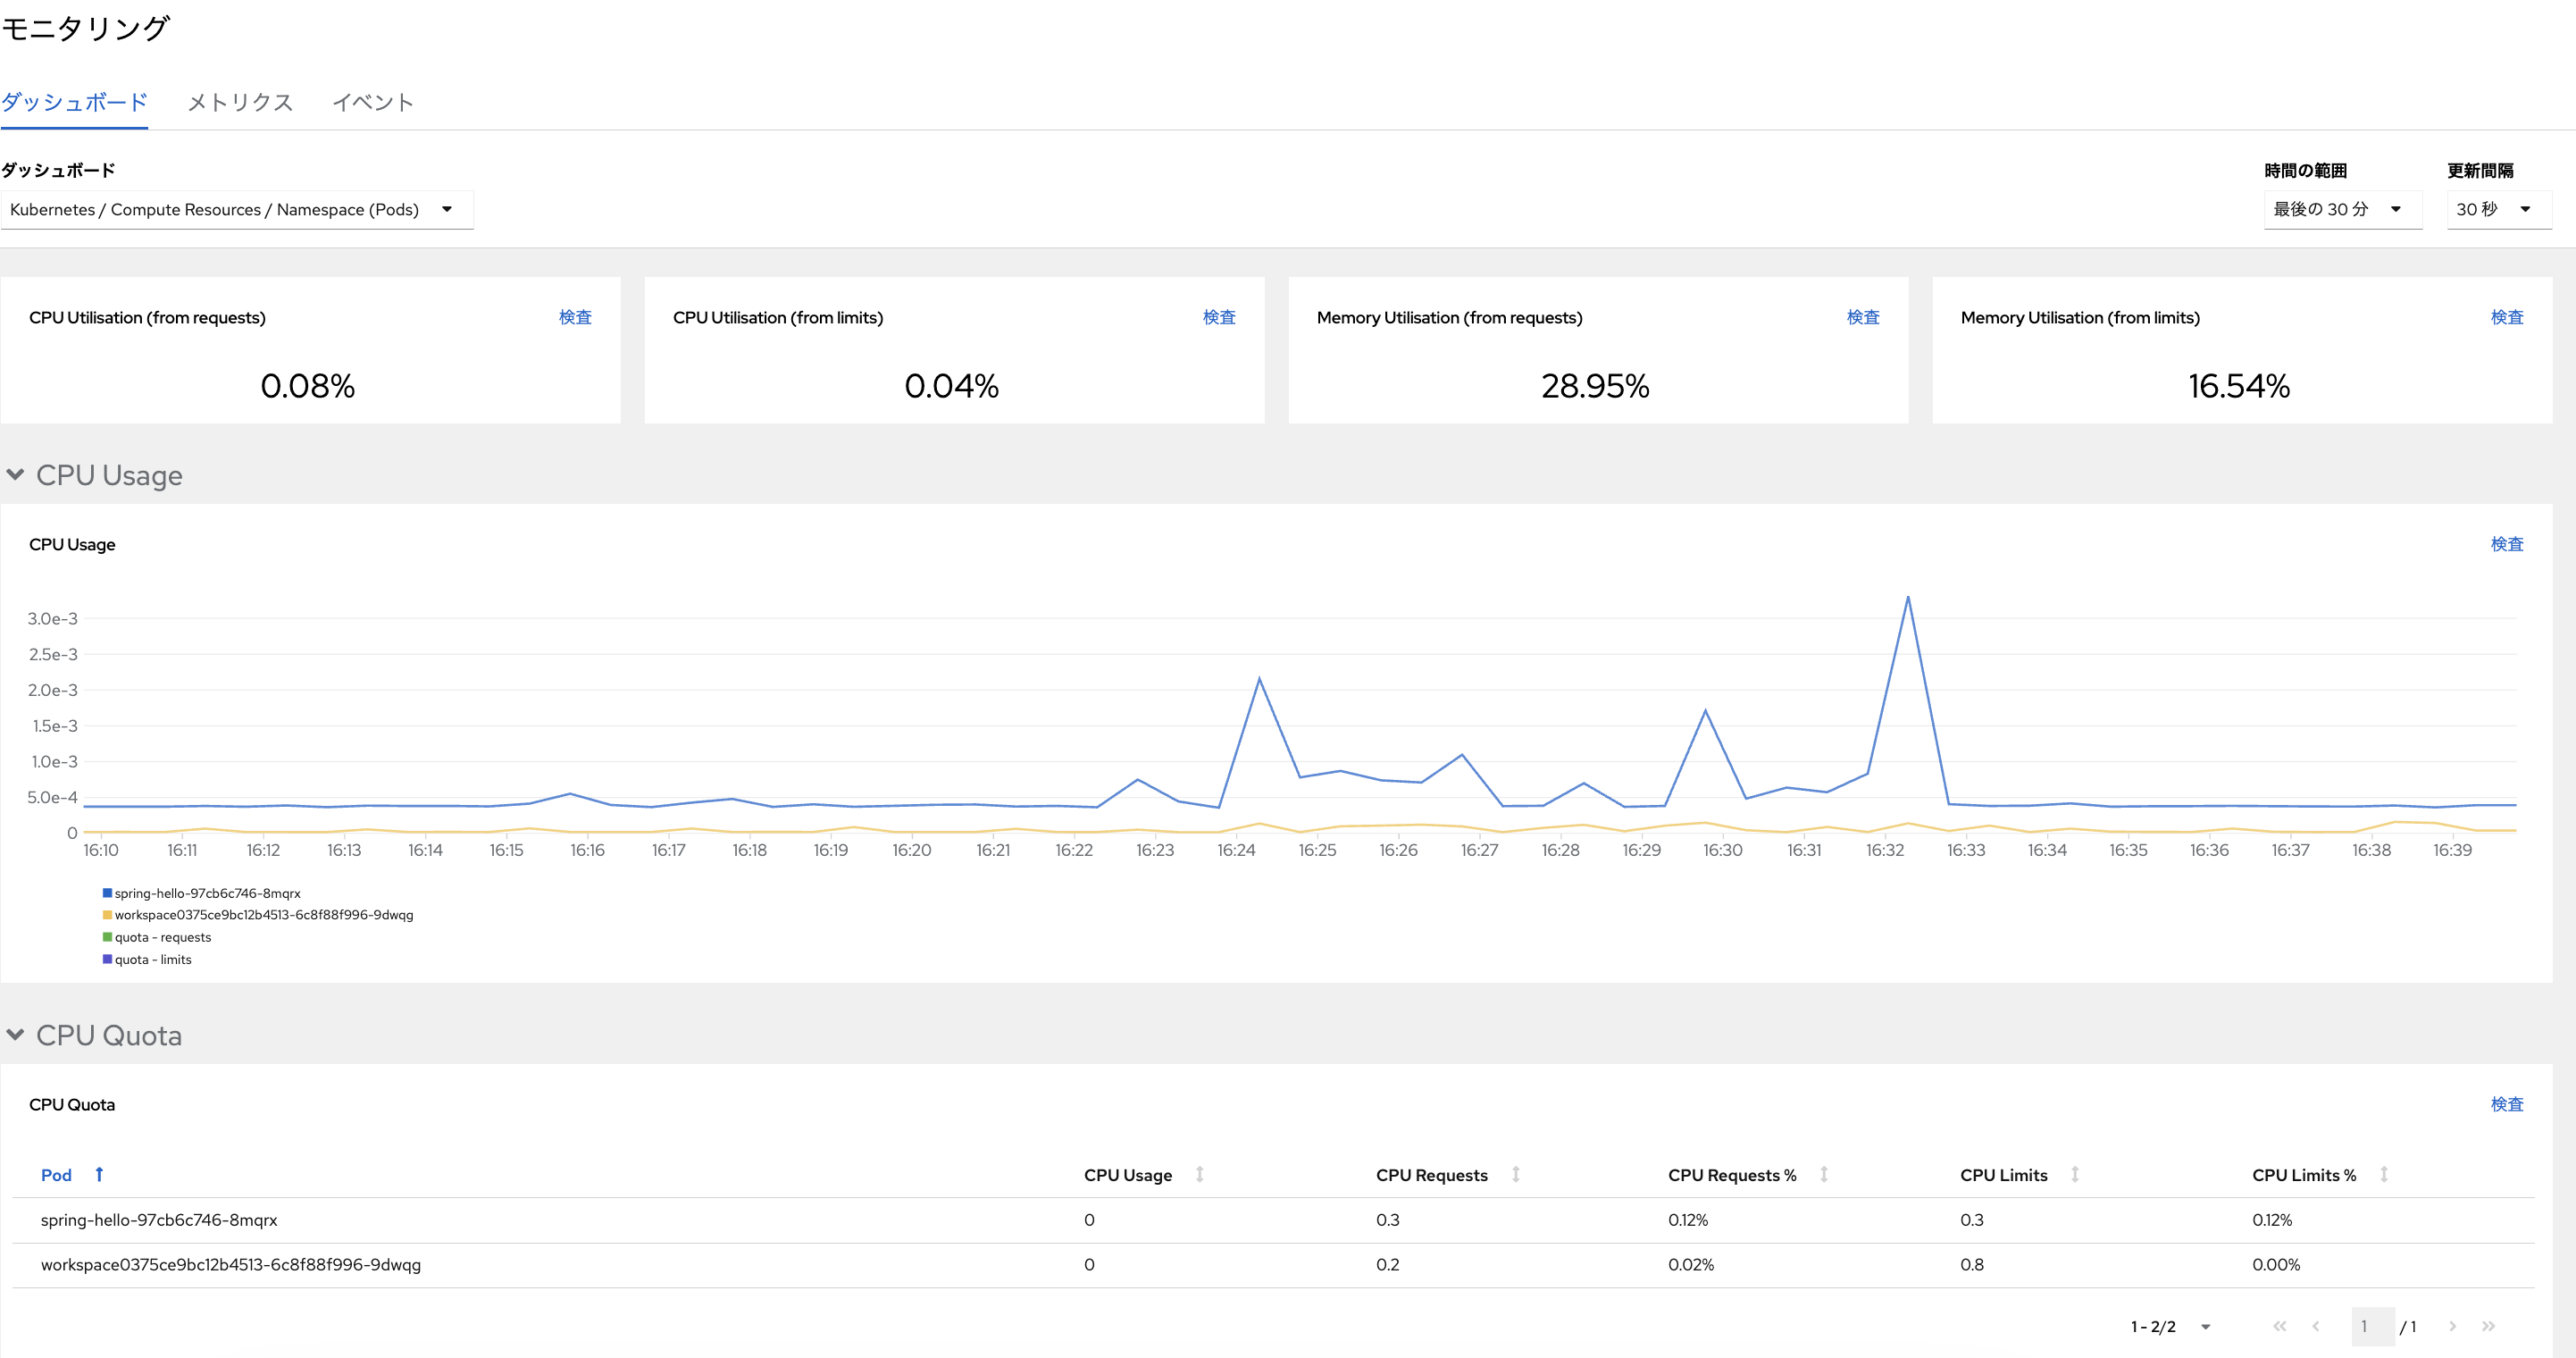 モニタリング
ダッシュボード メトリクス イベント
ダッシュボード 時間の範囲 更新間隔
Kubernetes / Compute Resources / Namespace (Pods) 最後の 30 分 30 秒
CPU Utilisation (from requests) 検査 CPU Utilisation (from limits) 検査 Memory Utilisation (from requests) 検査 Memory Utilisation (from limits) 検査
0.08% 0.04% 28.95% 16.54%
CPU Usage
CPU Usage 検査
3.0e-3
2.5e-3
2.0e-3
1.5e-3
1.0e-3
5.0e-4
0
16:10 16:11 16:12 16:13 16:14 16:15 16:16 16:17 16:18 16:19 16:20 16:21 16:22 16:23 16:24 16:25 16:26 16:27 16:28 16:29 16:30 16:31 16:32 16:33 16:34 16:35 16:36 16:37 16:38 16:39
spring-hello-97cb6c746-8mqrx
workspace0375ce9bc12b4513-6c8f88f996-9dwqg
quota - requests
quota - limits
CPU Quota
CPU Quota 検査
Pod CPU Usage CPU Requests CPU Requests % CPU Limits CPU Limits %
spring-hello-97cb6c746-8mqrx 0 0.3 0.12% 0.3 0.12%
workspace0375ce9bc12b4513-6c8f88f996-9dwqg 0 0.2 0.02% 0.8 0.00%
1 - 2/2 1 / 1